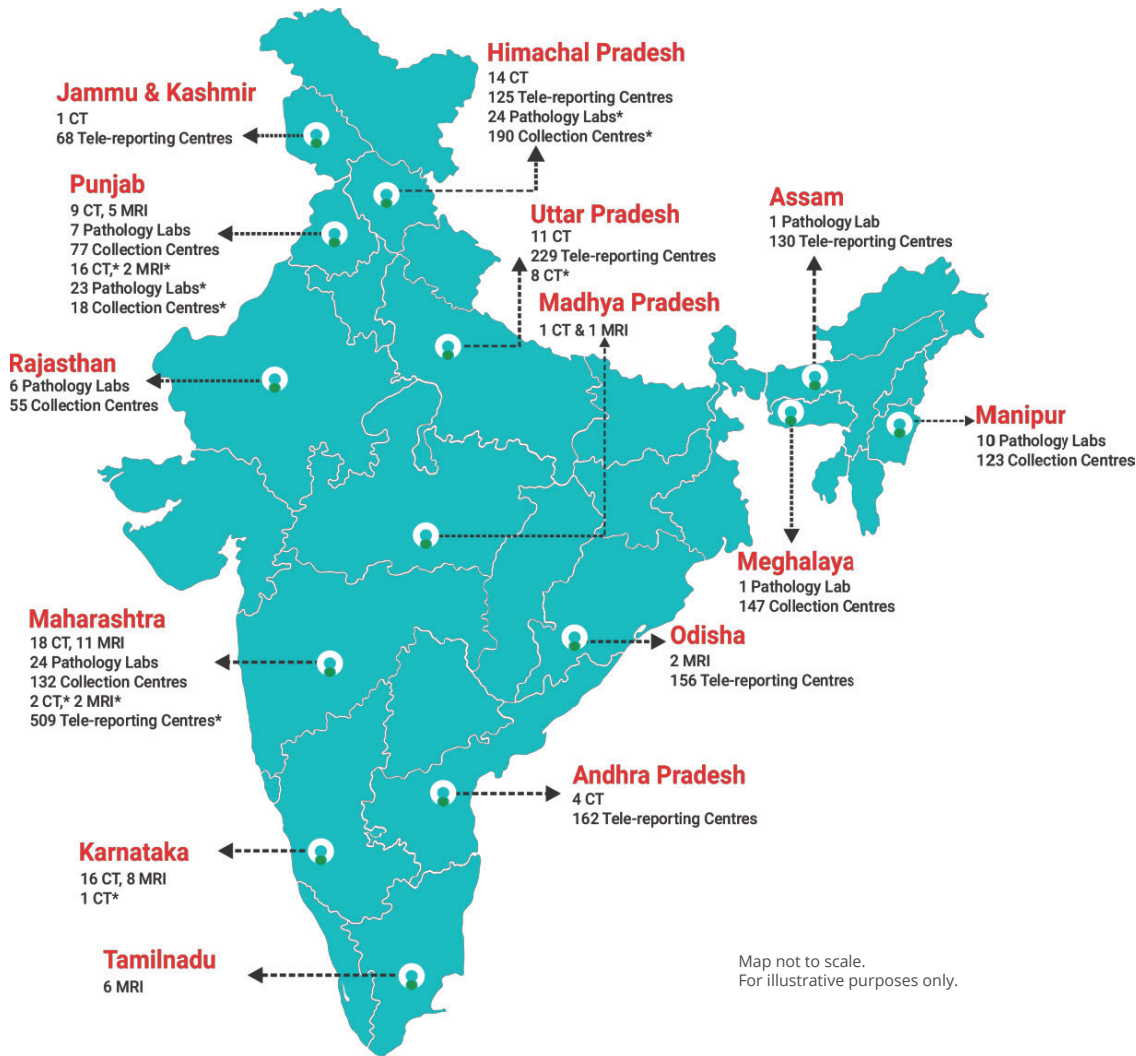 Himachal Pradesh
14 CT
125 Tele-reporting Centres
24 Pathology Labs*
190 Collection Centres*
Jammu & Kashmir
1 CT
68 Tele-reporting Centres
Punjab
9 CT, 5 MRI
7 Pathology Labs
77 Collection Centres
16 CT,* 2 MRI*
23 Pathology Labs*
18 Collection Centres*
Uttar Pradesh
11 CT
229 Tele-reporting Centres
8 CT*
Madhya Pradesh
1 CT & 1 MRI
Assam
1 Pathology Lab
130 Tele-reporting Centres
Rajasthan
6 Pathology Labs
55 Collection Centres
Manipur
10 Pathology Labs
123 Collection Centres
Meghalaya
1 Pathology Lab
147 Collection Centres
Maharashtra
18 CT, 11 MRI
24 Pathology Labs
132 Collection Centres
2 CT,* 2 MRI*
509 Tele-reporting Centres*
Odisha
2 MRI
156 Tele-reporting Centres
Andhra Pradesh
4 CT
162 Tele-reporting Centres
Karnataka
16 CT, 8 MRI
1 CT*
Tamilnadu
6 MRI
Map not to scale.
For illustrative purposes only.